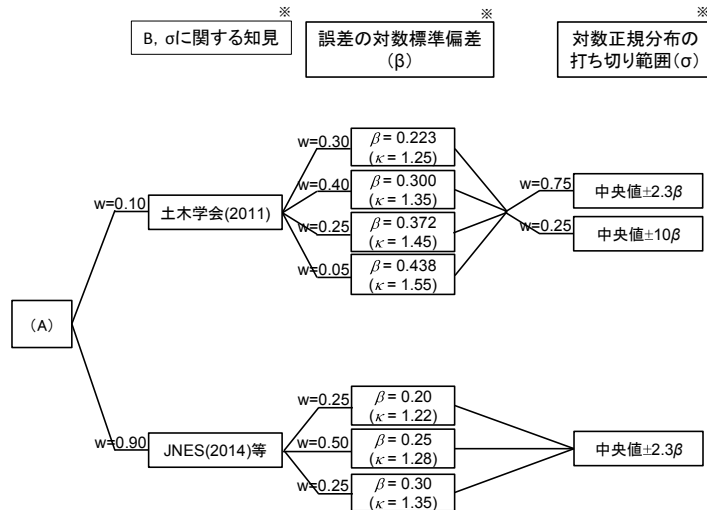 ※
※
※
B, σに関する知見
誤差の対数標準偏差
(β)
対数正規分布の
打ち切り範囲(σ)
(A)
w=0.10
土木学会(2011)
w=0.30
β = 0.223
(κ = 1.25)
w=0.40
β = 0.300
(κ = 1.35)
w=0.25
β = 0.372
(κ = 1.45)
w=0.05
β = 0.438
(κ = 1.55)
w=0.75
中央値±2.3β
w=0.25
中央値±10β
w=0.90
JNES(2014)等
w=0.25
β = 0.20
(κ = 1.22)
w=0.50
β = 0.25
(κ = 1.28)
w=0.25
β = 0.30
(κ = 1.35)
中央値±2.3β